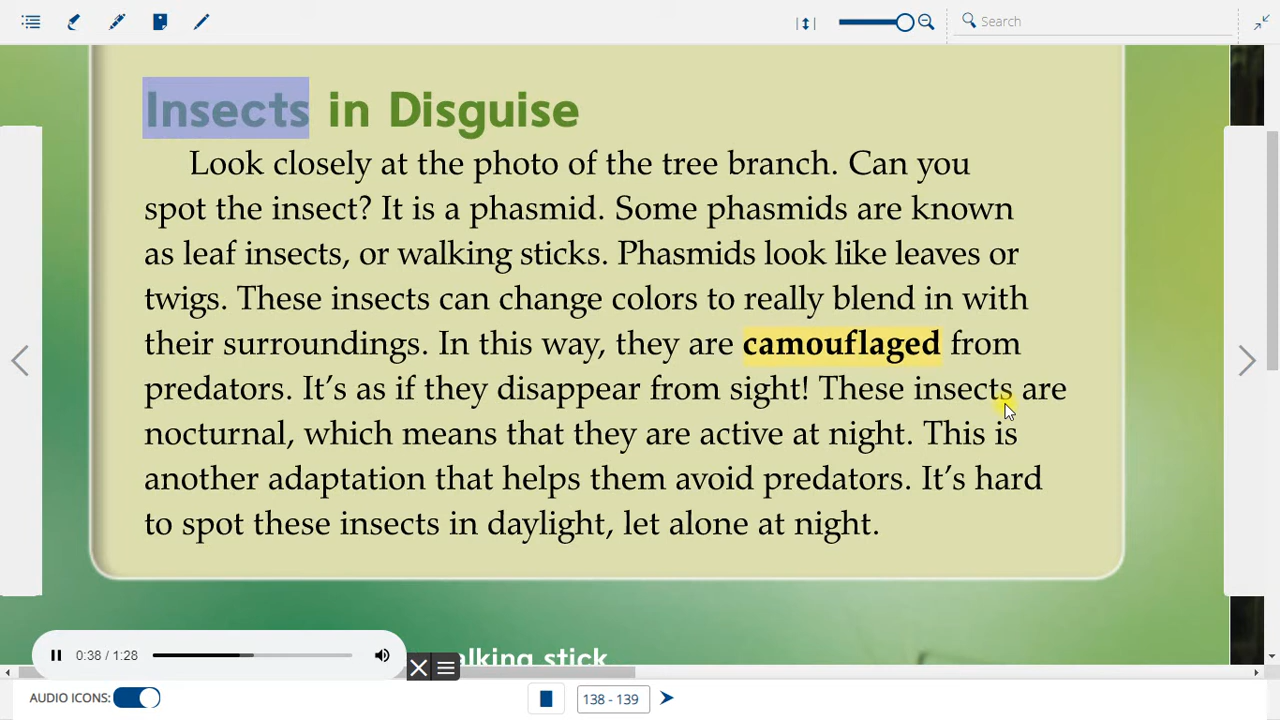 Search
Insects in Disguise
Look closely at the photo of the tree branch. Can you
spot the insect? It is a phasmid. Some phasmids are known
as leaf insects, or walking sticks. Phasmids look like leaves or
twigs. These insects can change colors to really blend in with
their surroundings. In this way, they are camouflaged from
predators. It's as if they disappear from sight! These insects are
nocturnal, which means that they are active at night. This is
another adaptation that helps them avoid predators. It's hard
to spot these insects in daylight, let alone at night.
0:38 / 1:28
alking stick
AUDIO ICONS:
138 - 139